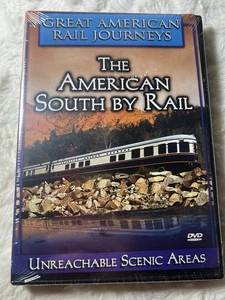 GREAT AMERICAN
RAIL JOURNEYS
THE
AMERICAN
SOUTH BY RAIL
DVD
UNREACHABLE SCENIC AREAS